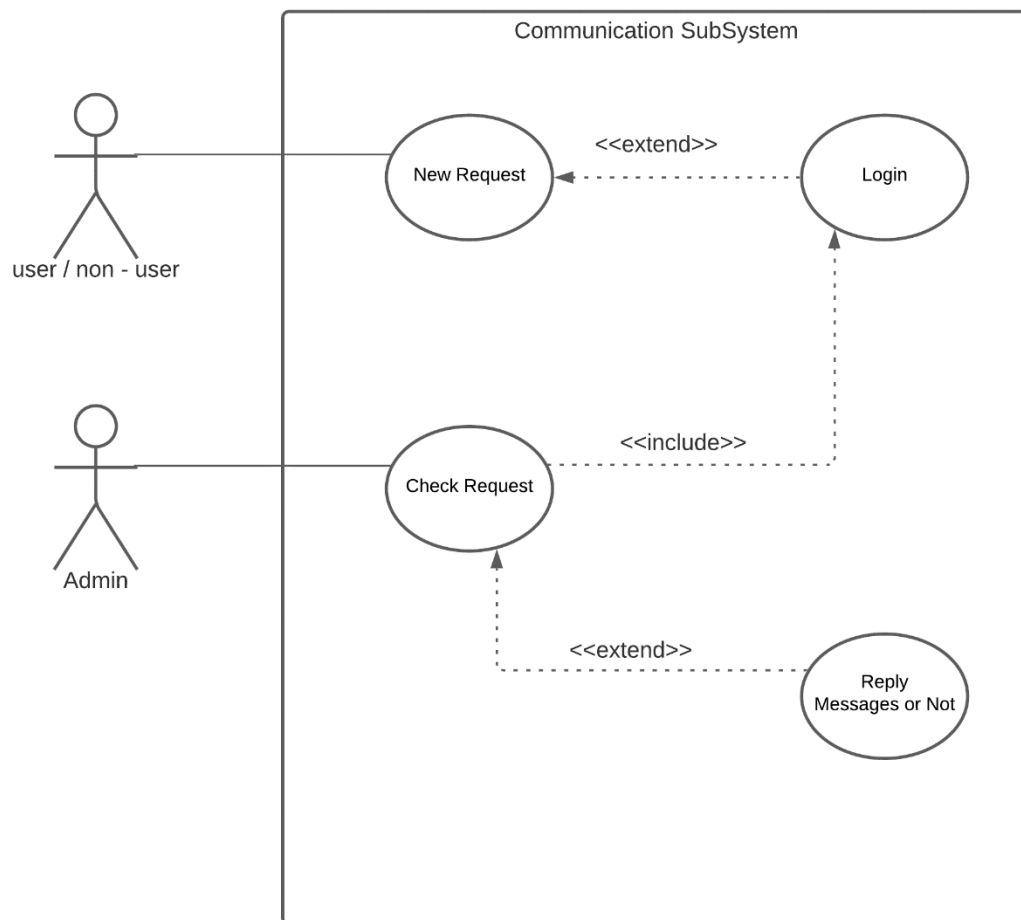 Communication SubSystem
<<extend>>
New Request
Login
user / non - user
<<include>>
Check Request
Admin
<<extend>>
Reply
Messages or Not